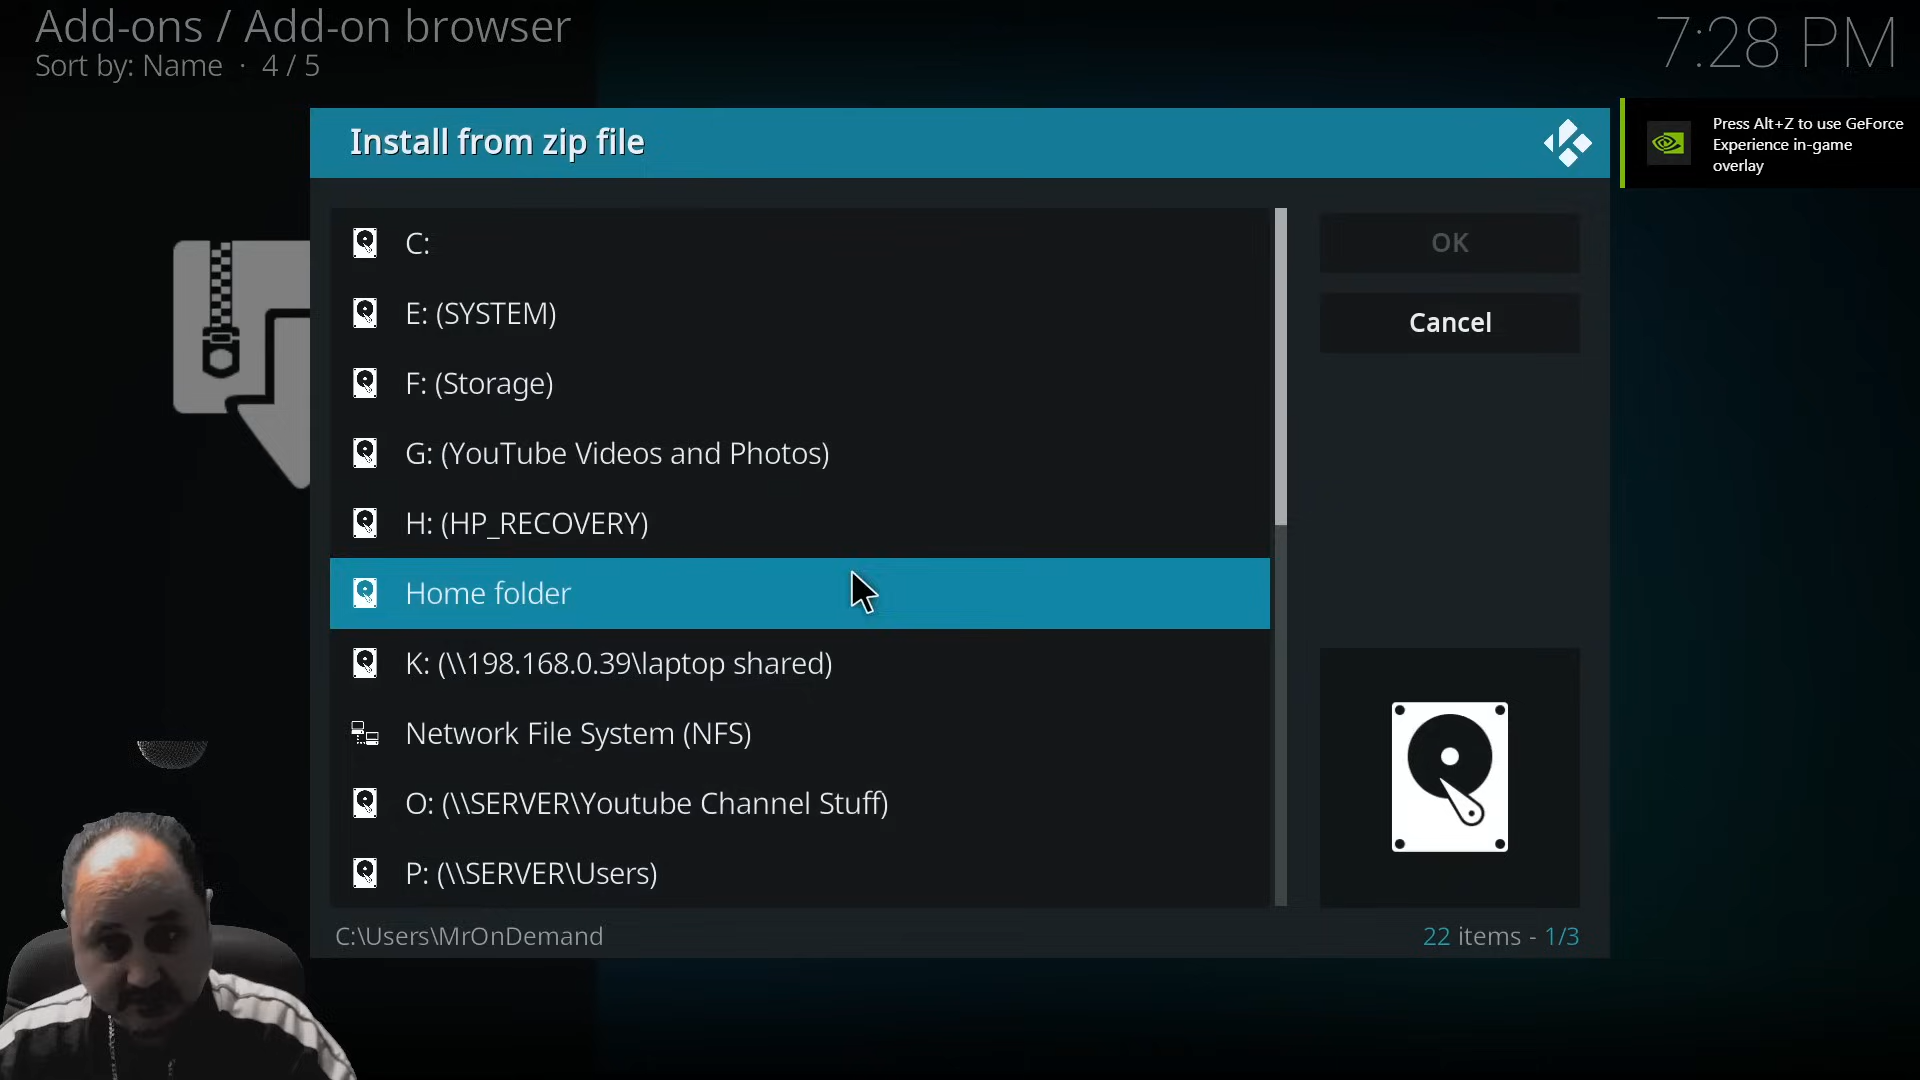 Add-ons / Add-on browser
Sort by: Name · 4 / 5
7:28 PM
Install from zip file
Press Alt+Z to use GeForce
Experience in-game
overlay
C:
OK
E: (SYSTEM)
Cancel
F: (Storage)
G: (YouTube Videos and Photos)
H: (HP_RECOVERY)
Home folder
K: (\\198.168.0.39\laptop shared)
Network File System (NFS)
O: (\\SERVER\Youtube Channel Stuff)
P: (\\SERVER\Users)
C:\Users\MrOnDemand
22 items - 1/3